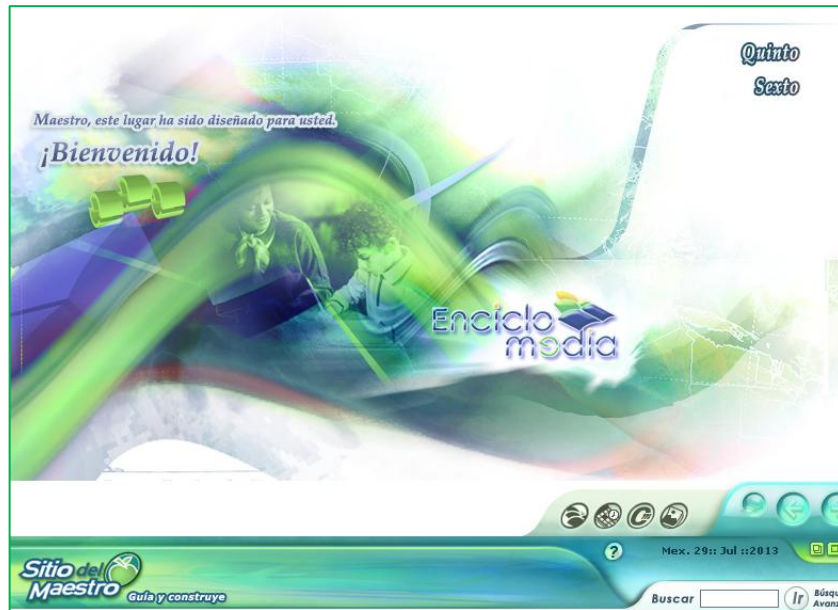 Quinto
Sexto
Maestro, este lugar ha sido diseñado para usted.
¡Bienvenido!
Enciclo
media
?
Mex. 29:: Jul ::2013
Sitio del
Maestro
Guía y construye
Buscar
Ir